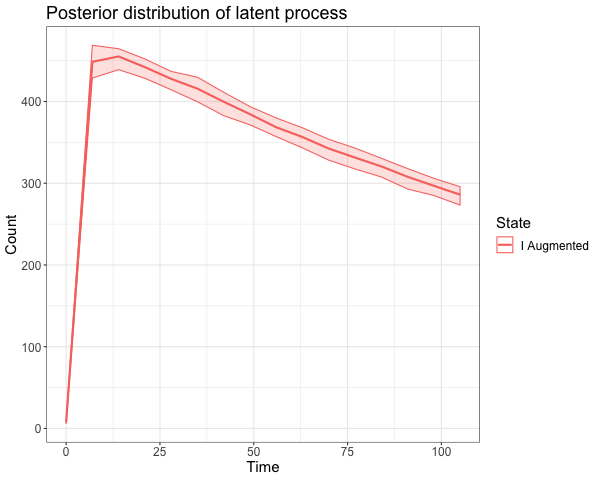 Posterior distribution of latent process
Count
400
300
200
100
0
0 25 50 75 100
Time
State
I Augmented